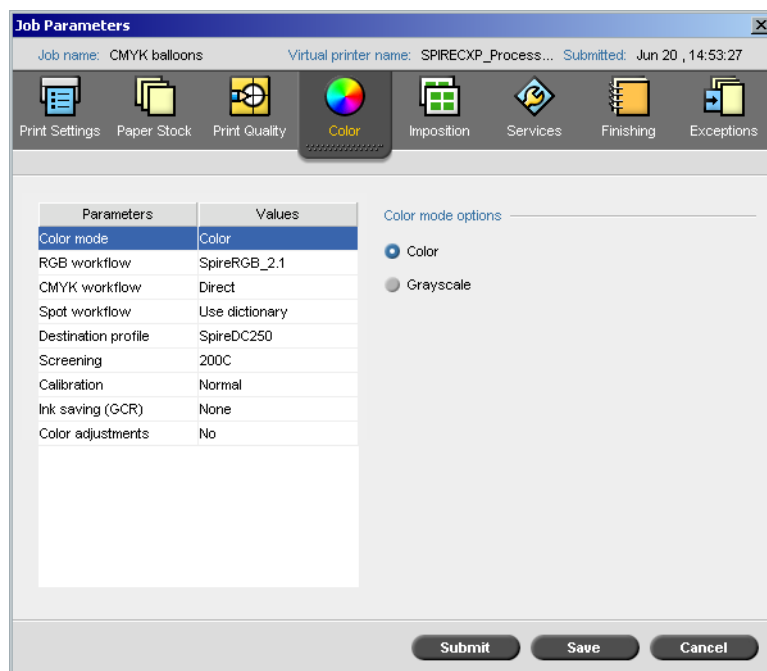 Job Parameters
Job name: CMYK balloons Virtual printer name: SPIRECXP_Process... Submitted: Jun 20 , 14:53:27
Print Settings Paper Stock Print Quality Color Imposition Services Finishing Exceptions
Parameters Values
Color mode Color
RGB workflow SpireRGB_2.1
CMYK workflow Direct
Spot workflow Use dictionary
Destination profile SpireDC250
Screening 200C
Calibration Normal
Ink saving (GCR) None
Color adjustments No
Color mode options
Color
Grayscale
Submit Save Cancel